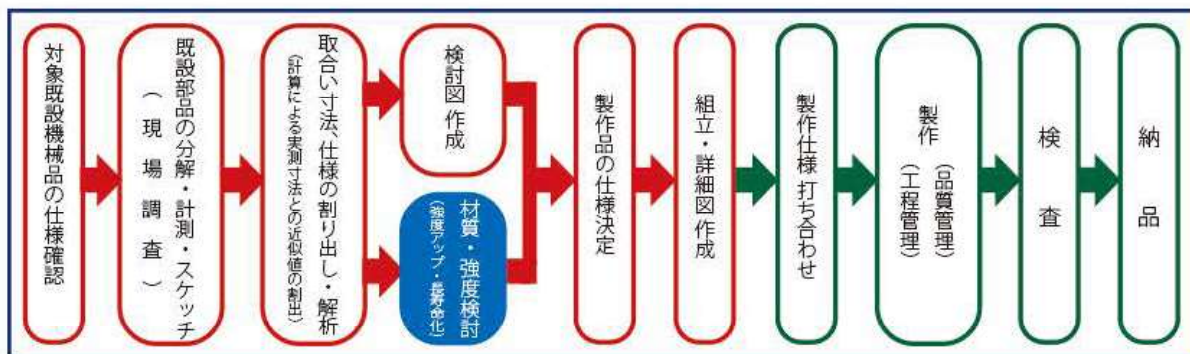 対象既設機械品の仕様確認
既設部品の分解・計測・スケッチ
(現場調査)
取合い寸法、仕様の割り出し・解析
(計算による実測寸法との近似値の割出)
検討図 作成
材質・強度検討
(強度アップ・長寿命化)
製作品の仕様決定
組立・詳細図 作成
製作仕様 打ち合わせ
製作
(品質管理)
(工程管理)
検査
納品